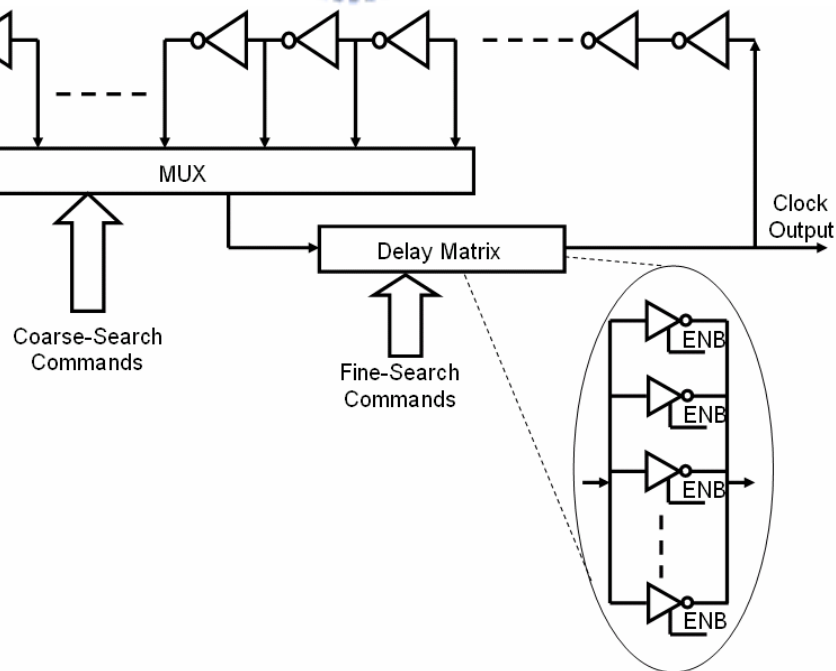 MUX
Clock
Output
Delay Matrix
Coarse-Search
Commands
Fine-Search
Commands
ENB
ENB
ENB
ENB